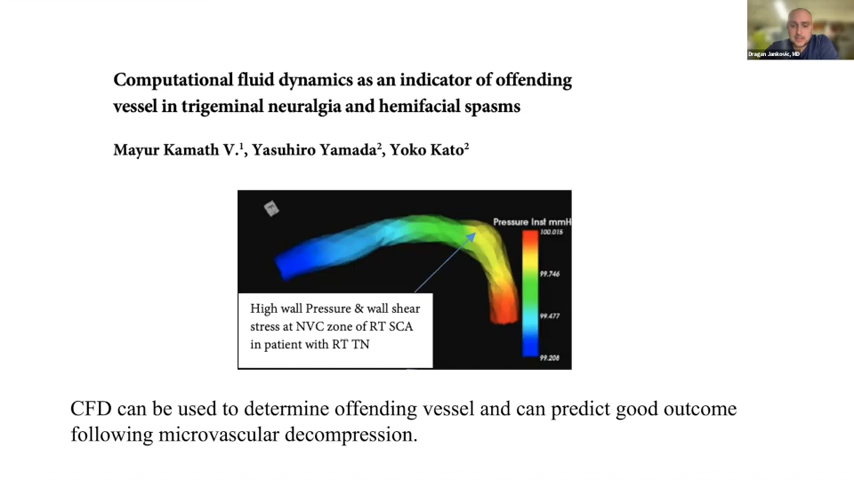 Dragan Jankovic, MD
Computational fluid dynamics as an indicator of offending
vessel in trigeminal neuralgia and hemifacial spasms
Mayur Kamath V.¹, Yasuhiro Yamada², Yoko Kato²
Pressure Inst mmH
100.015
99.746
99.477
99.208
High wall Pressure & wall shear
stress at NVC zone of RT SCA
in patient with RT TN
CFD can be used to determine offending vessel and can predict good outcome
following microvascular decompression.